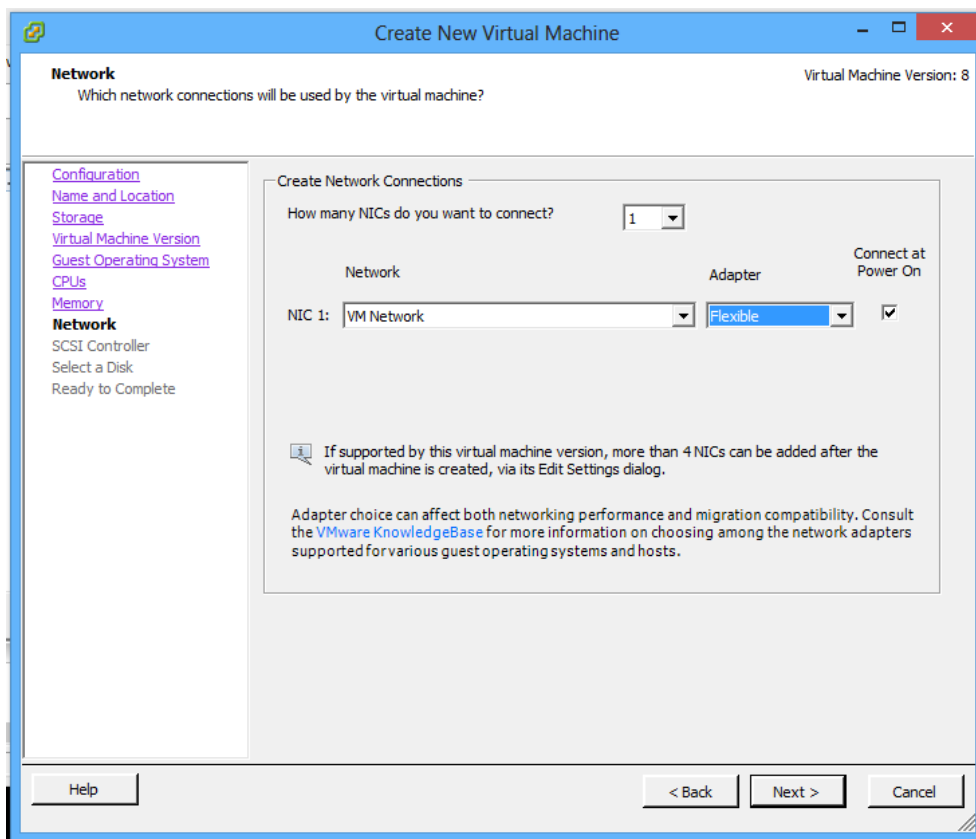 Create New Virtual Machine
Network
Virtual Machine Version: 8
Which network connections will be used by the virtual machine?
Configuration
Name and Location
Storage
Virtual Machine Version
Guest Operating System
CPUs
Memory
Network
SCSI Controller
Select a Disk
Ready to Complete
Create Network Connections
How many NICs do you want to connect?
1
Network
Adapter
Connect at
Power On
NIC 1:
VM Network
Flexible
If supported by this virtual machine version, more than 4 NICs can be added after the
virtual machine is created, via its Edit Settings dialog.
Adapter choice can affect both networking performance and migration compatibility. Consult
the VMware KnowledgeBase for more information on choosing among the network adapters
supported for various guest operating systems and hosts.
Help
< Back
Next >
Cancel